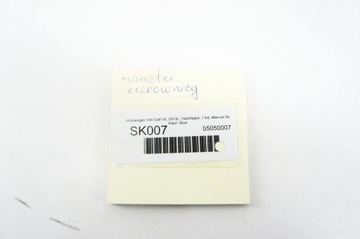 manetki
kierownicy
Volkswagen VW Golf VII, 2013r., Hatchback, 1.6d, Manual 5b
Kolor: Blue
SK007 05050007